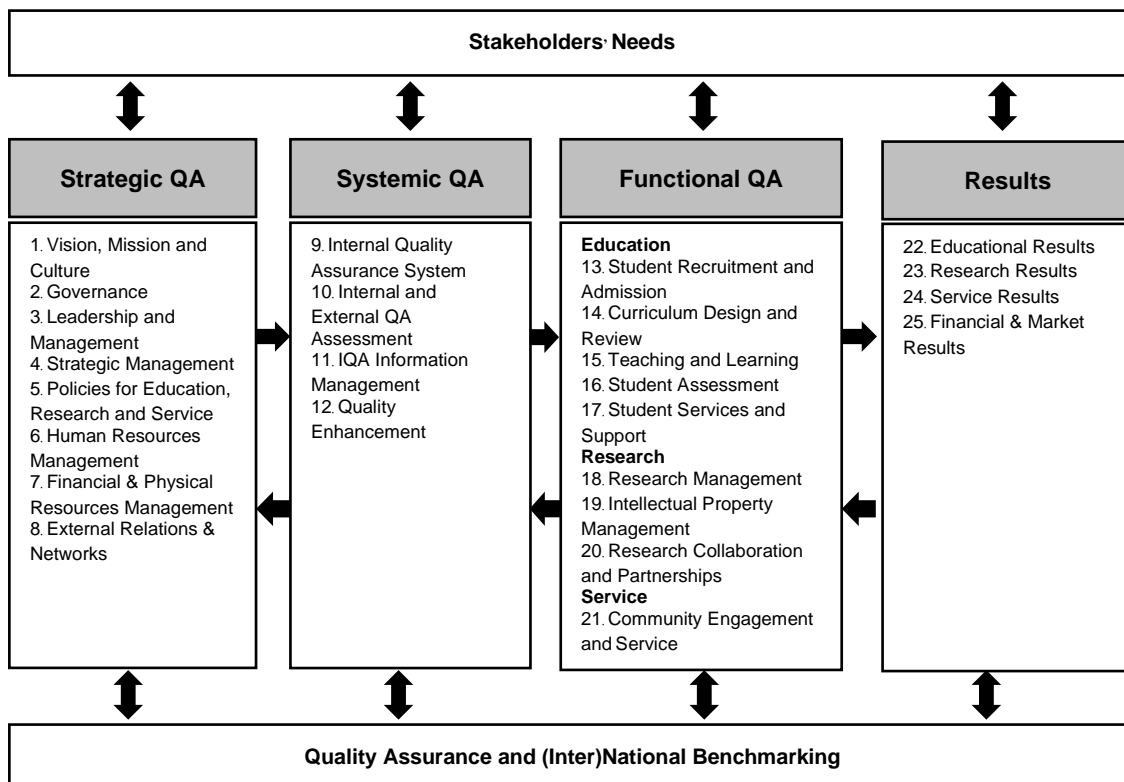 Stakeholders' Needs
Strategic QA
1. Vision, Mission and
Culture
2. Governance
3. Leadership and
Management
4. Strategic Management
5. Policies for Education,
Research and Service
6. Human Resources
Management
7. Financial & Physical
Resources Management
8. External Relations &
Networks
Systemic QA
9. Internal Quality
Assurance System
10. Internal and
External QA
Assessment
11. IQA Information
Management
12. Quality
Enhancement
Functional QA
Education
13. Student Recruitment and
Admission
14. Curriculum Design and
Review
15. Teaching and Learning
16. Student Assessment
17. Student Services and
Support
Research
18. Research Management
19. Intellectual Property
Management
20. Research Collaboration
and Partnerships
Service
21. Community Engagement
and Service
Results
22. Educational Results
23. Research Results
24. Service Results
25. Financial & Market
Results
Quality Assurance and (Inter)National Benchmarking